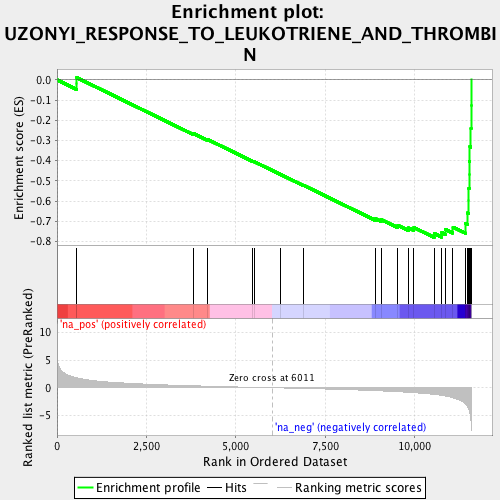 Enrichment plot:
UZONYI_RESPONSE_TO_LEUKOTRIENE_AND_THROMBI
N
Enrichment score (ES)
0.0
-0.1
-0.2
-0.3
-0.4
-0.5
-0.6
-0.7
-0.8
'na_pos' (positively correlated)
Ranked list metric (PreRanked)
10
5
0
-5
Zero cross at 6011
'na_neg' (negatively correlated)
0
2,500
5,000
7,500
10,000
Rank in Ordered Dataset
Enrichment profile
Hits
Ranking metric scores